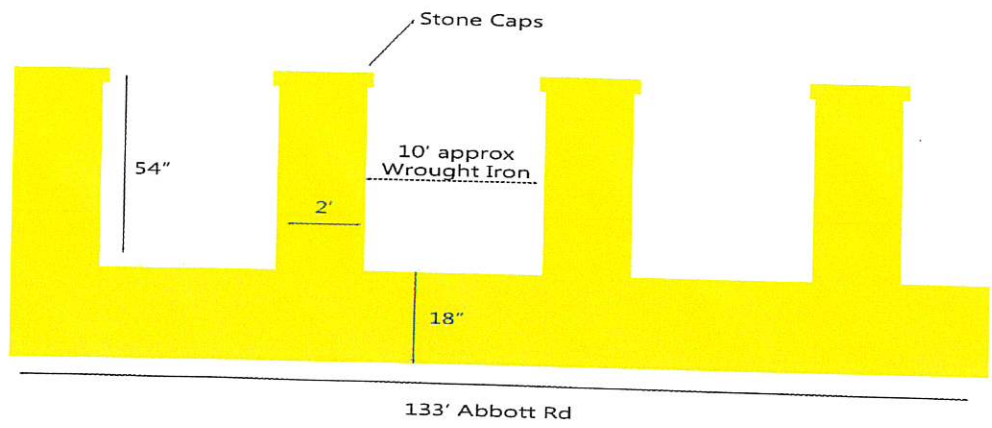 Stone Caps
54"
10' approx
Wrought Iron
2'
18"
133' Abbott Rd